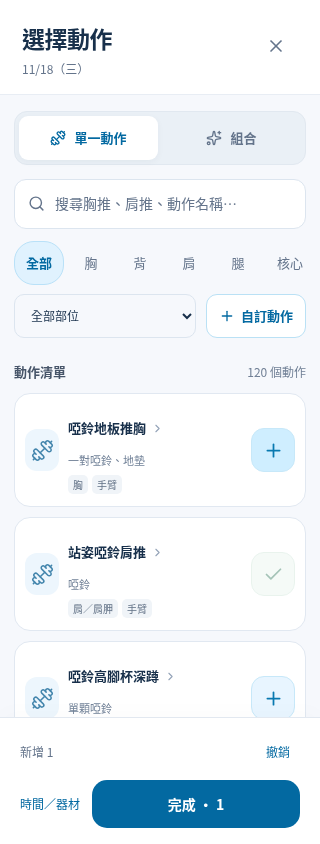 選擇動作
11/18（三）
單一動作
組合
搜尋胸推、肩推、動作名稱…
全部
胸
背
肩
腿
核心
全部部位
自訂動作
動作清單
120 個動作
啞鈴地板推胸
一對啞鈴、地墊
胸
手臂
站姿啞鈴肩推
啞鈴
肩／肩胛
手臂
啞鈴高腳杯深蹲
單顆啞鈴
新增 1
撤銷
時間／器材
完成 · 1